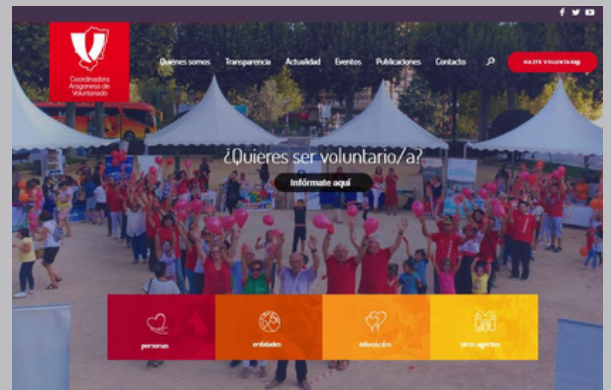 Coordinadora
Aragonesa de
Voluntariado
Quiénes somos Transparencia Actualidad Eventos Publicaciones Contacto
HAZTE VOLUNTARI@
¿Quieres ser voluntario/a?
Infórmate aquí
personas entidades educación otros agentes